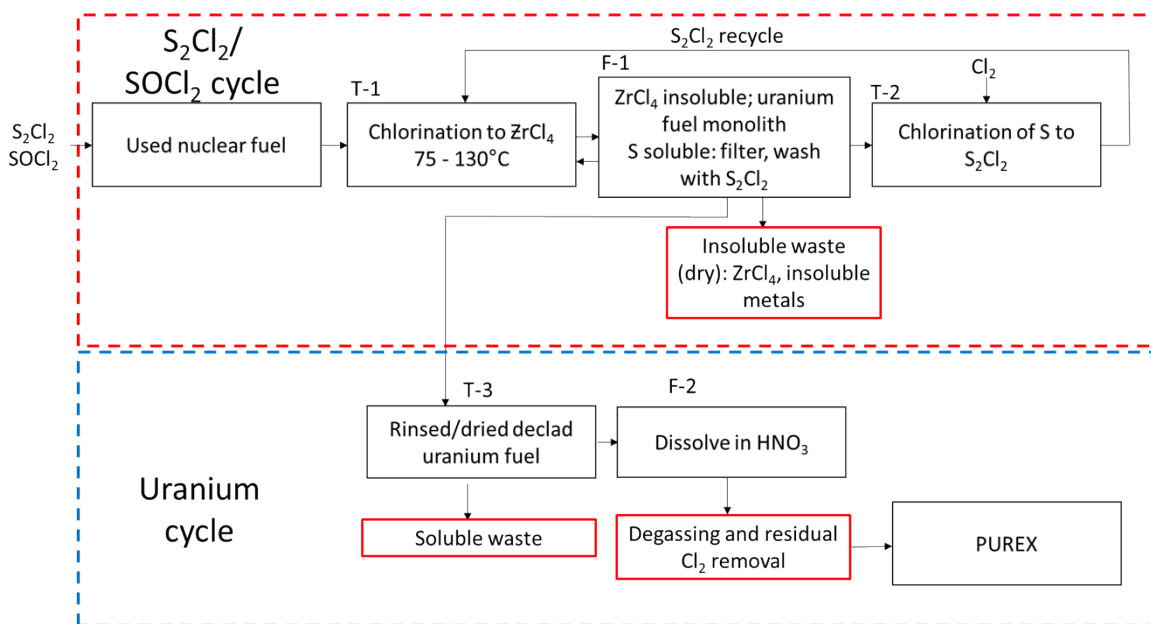 S₂Cl₂/
SOCl₂ cycle
S₂Cl₂ recycle
S₂Cl₂
SOCl₂
Used nuclear fuel
T-1
Chlorination to ZrCl₄
75 - 130°C
F-1
ZrCl₄ insoluble; uranium
fuel monolith
S soluble: filter, wash
with S₂Cl₂
Cl₂
T-2
Chlorination of S to
S₂Cl₂
Insoluble waste
(dry): ZrCl₄, insoluble
metals
Uranium
cycle
T-3
Rinsed/dried declad
uranium fuel
F-2
Dissolve in HNO₃
Soluble waste
Degassing and residual
Cl₂ removal
PUREX